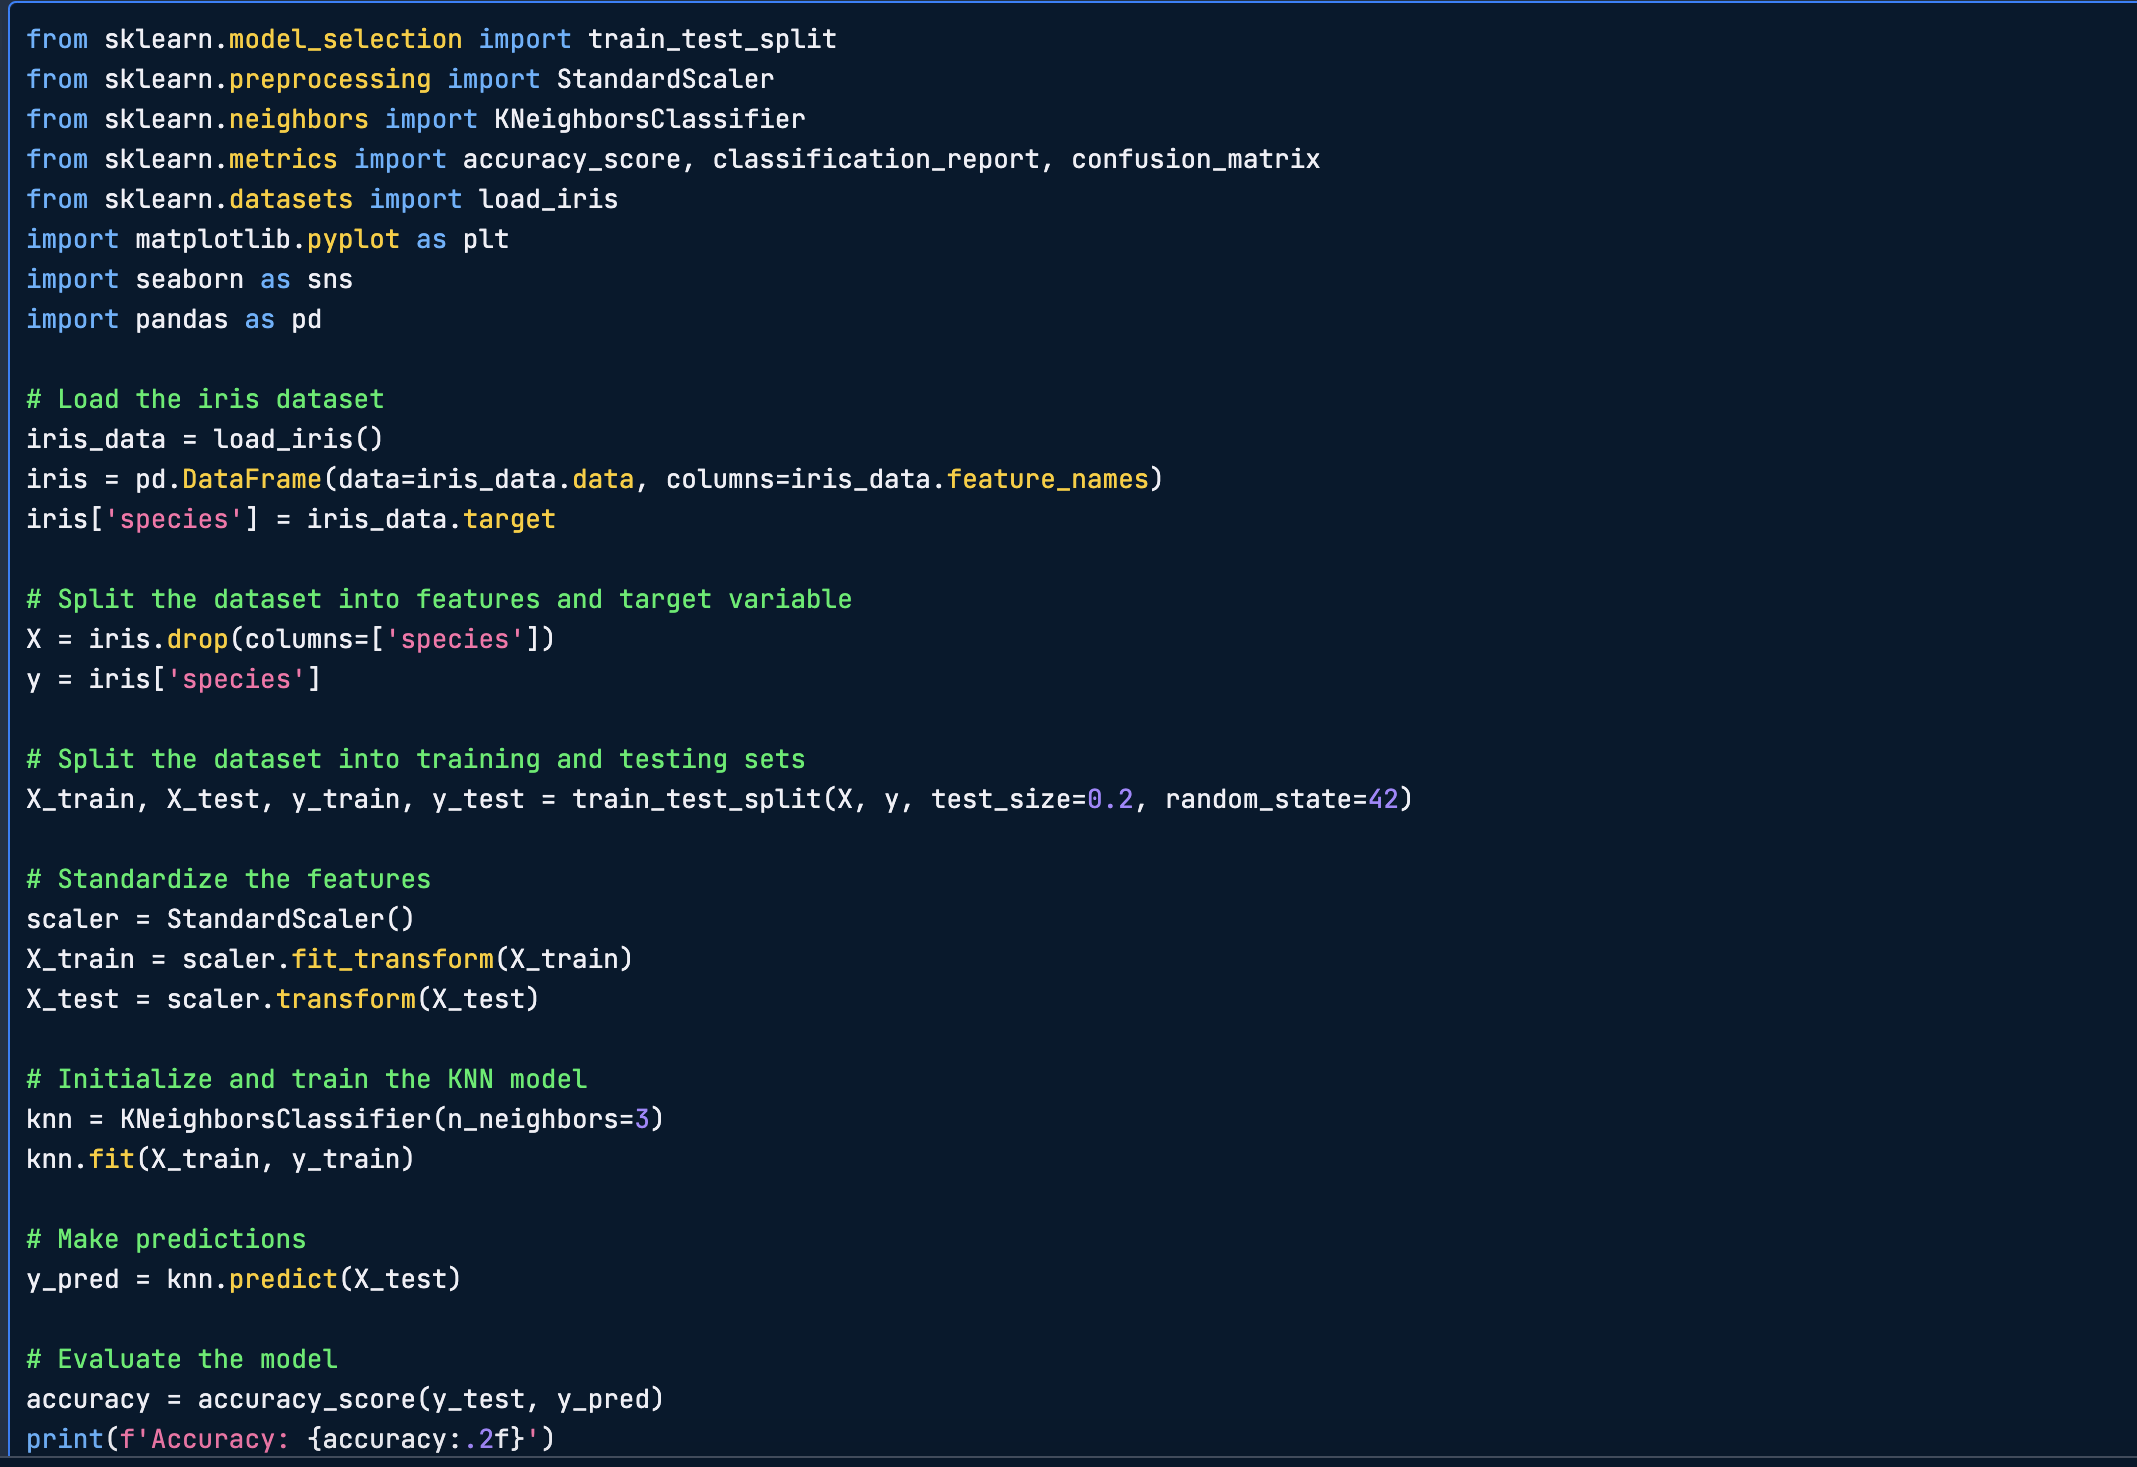 from sklearn.model_selection import train_test_split
from sklearn.preprocessing import StandardScaler
from sklearn.neighbors import KNeighborsClassifier
from sklearn.metrics import accuracy_score, classification_report, confusion_matrix
from sklearn.datasets import load_iris
import matplotlib.pyplot as plt
import seaborn as sns
import pandas as pd

# Load the iris dataset
iris_data = load_iris()
iris = pd.DataFrame(data=iris_data.data, columns=iris_data.feature_names)
iris['species'] = iris_data.target

# Split the dataset into features and target variable
X = iris.drop(columns=['species'])
y = iris['species']

# Split the dataset into training and testing sets
X_train, X_test, y_train, y_test = train_test_split(X, y, test_size=0.2, random_state=42)

# Standardize the features
scaler = StandardScaler()
X_train = scaler.fit_transform(X_train)
X_test = scaler.transform(X_test)

# Initialize and train the KNN model
knn = KNeighborsClassifier(n_neighbors=3)
knn.fit(X_train, y_train)

# Make predictions
y_pred = knn.predict(X_test)

# Evaluate the model
accuracy = accuracy_score(y_test, y_pred)
print(f'Accuracy: {accuracy:.2f}')